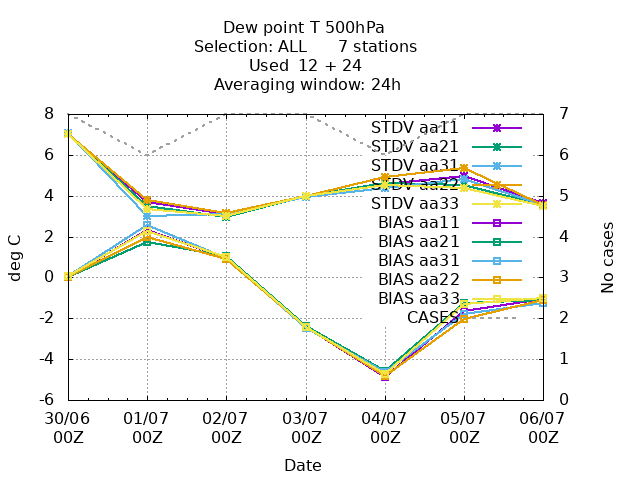 Dew point T 500hPa
Selection: ALL 7 stations
Used 12 + 24
Averaging window: 24h
8
6
4
2
0
-2
-4
-6
deg C
7
6
5
4
3
2
1
0
No cases
STDV aa11
STDV aa21
STDV aa31
STDV aa22
STDV aa33
BIAS aa11
BIAS aa21
BIAS aa31
BIAS aa22
BIAS aa33
CASES
30/06 01/07 02/07 03/07 04/07 05/07 06/07
00Z 00Z 00Z 00Z 00Z 00Z 00Z
Date